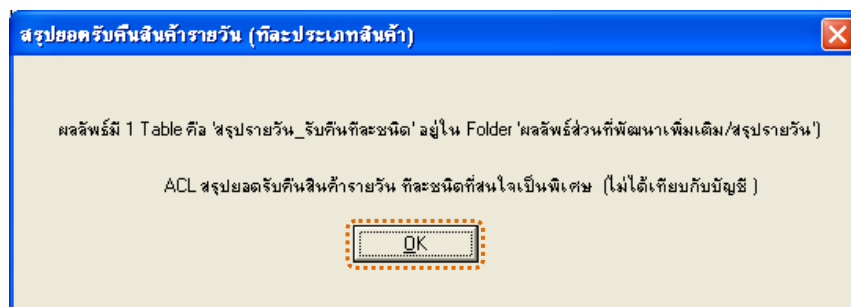 สรุปยอดรับคืนสินค้ารายวัน (ทีละประเภทสินค้า)
ผลลัพธ์มี 1 Table คือ 'สรุปรายวัน_รับคืนทีละชนิด' อยู่ใน Folder 'ผลลัพธ์ส่วนที่พัฒนาเพิ่มเติม/สรุปรายวัน')
ACL สรุปยอดรับคืนสินค้ารายวัน ทีละชนิดที่สนใจเป็นพิเศษ (ไม่ได้เทียบกับบัญชี )
OK